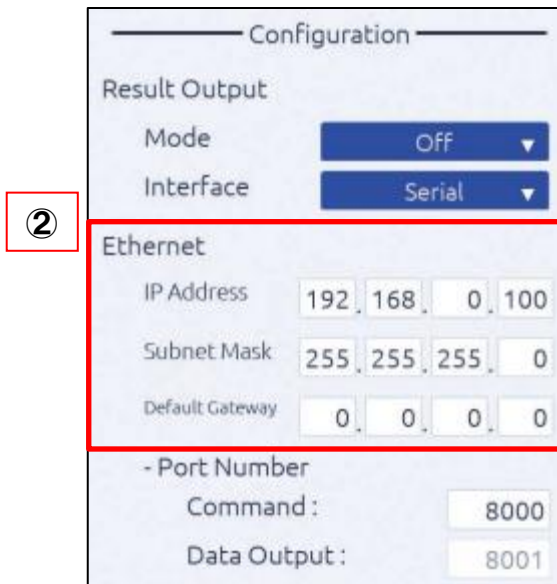 Configuration
Result Output
Mode Off ▼
Interface Serial ▼
②
Ethernet
IP Address 192 . 168 . 0 . 100
Subnet Mask 255 . 255 . 255 . 0
Default Gateway 0 . 0 . 0 . 0
- Port Number
Command : 8000
Data Output : 8001